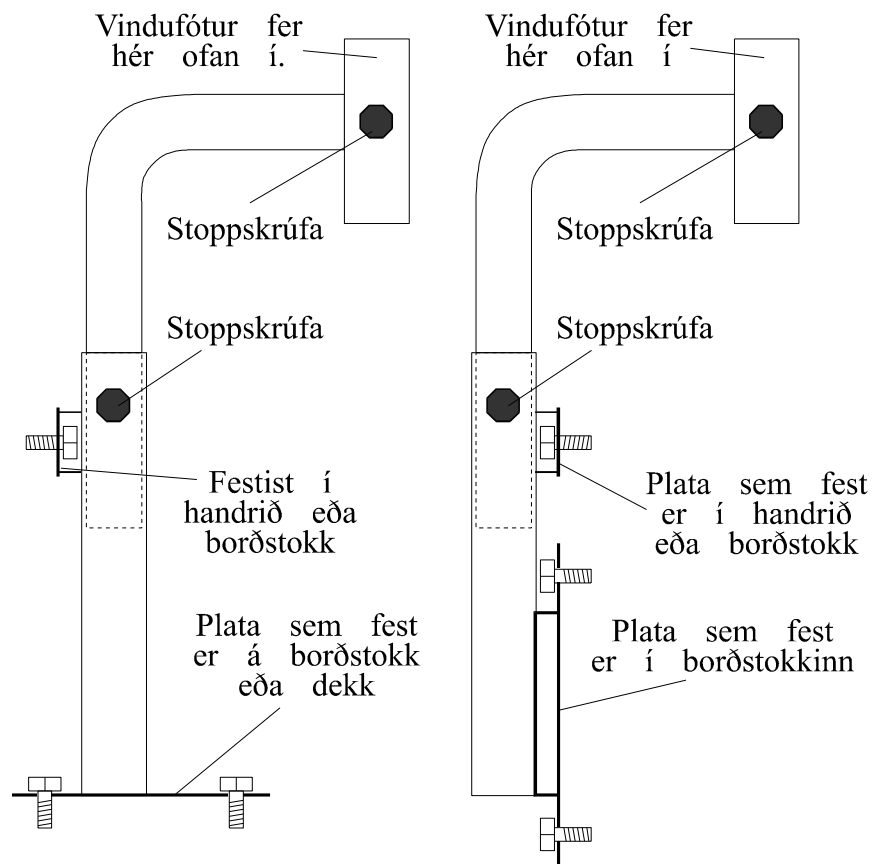 Vindufótur fer
hér ofan í.
Stoppskrúfa
Stoppskrúfa
Festist í
handrið eða
borðstokk
Plata sem fest
er á borðstokk
eða dekk
Vindufótur fer
hér ofan í
Stoppskrúfa
Stoppskrúfa
Plata sem fest
er í handrið
eða borðstokk
Plata sem fest
er í borðstokkinn